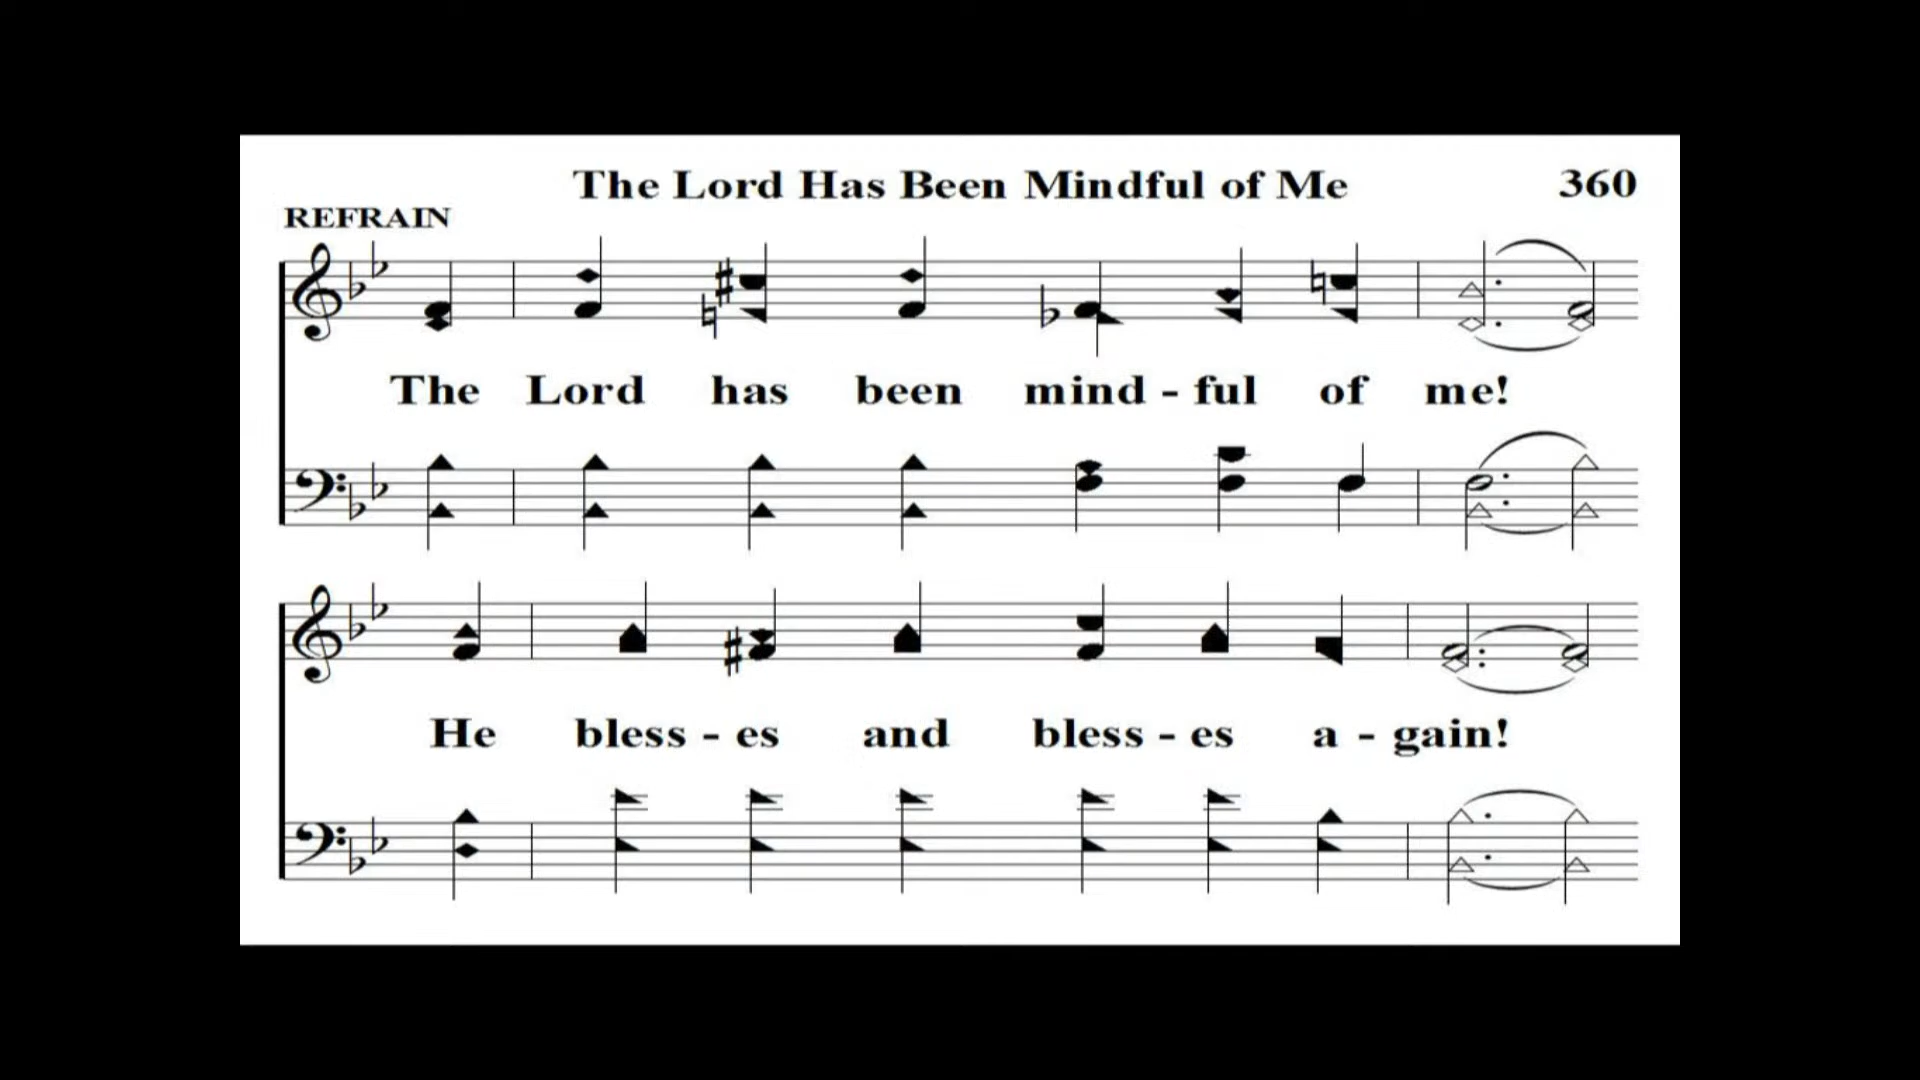 The Lord Has Been Mindful of Me 360
REFRAIN
The Lord has been mind - ful of me!
He bless - es and bless - es a - gain!